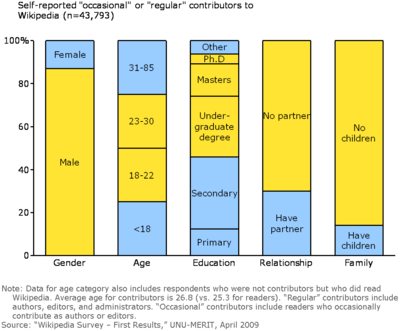 Self-reported "occasional" or "regular" contributors to
Wikipedia (n=43,793)
100%
80
60
40
20
0
Female
Male
Gender
31-85
23-30
18-22
<18
Age
Other
Ph.D
Masters
Under-
graduate
degree
Secondary
Primary
Education
No partner
Have
partner
Relationship
No
children
Have
children
Family
Note: Data for age category also includes respondents who were not contributors but who did read
Wikipedia. Average age for contributors is 26.8 (vs. 25.3 for readers). "Regular" contributors include
authors, editors, and administrators. "Occasional" contributors include readers who occasionally
contribute as authors or editors.
Source: "Wikipedia Survey – First Results," UNU-MERIT, April 2009